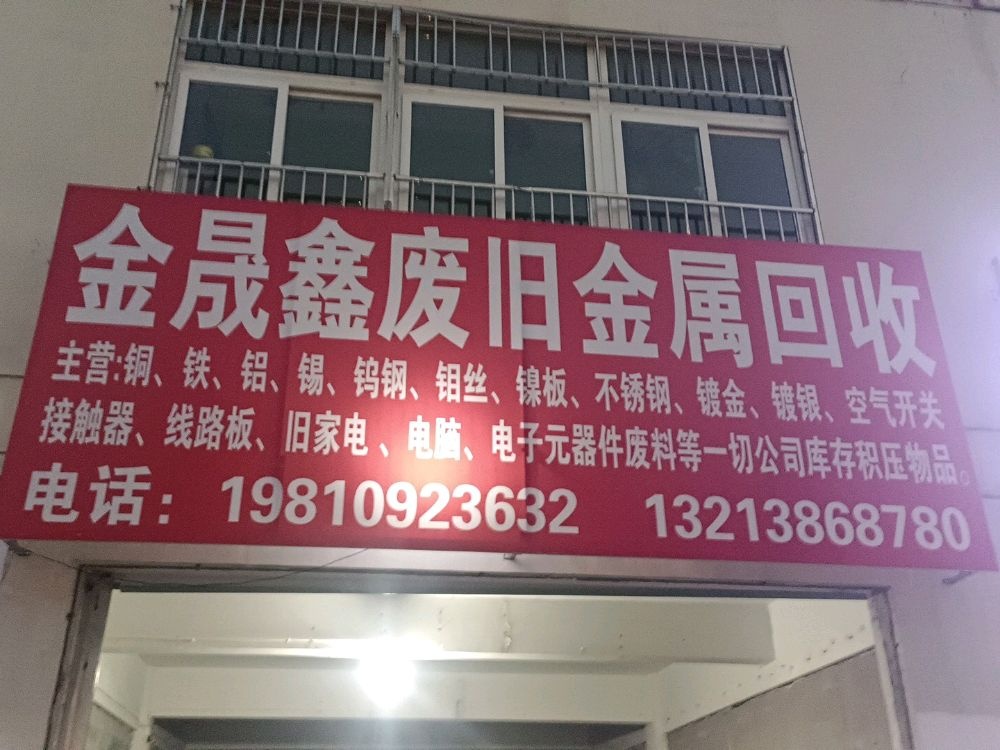 金晟鑫废旧金属回收
主营:铜、铁、铝、锡、钨钢、钼丝、镍板、不锈钢、镀金、镀银、空气开关
接触器、线路板、旧家电、电脑、电子元器件废料等一切公司库存积压物品。
电话：19810923632 13213868780